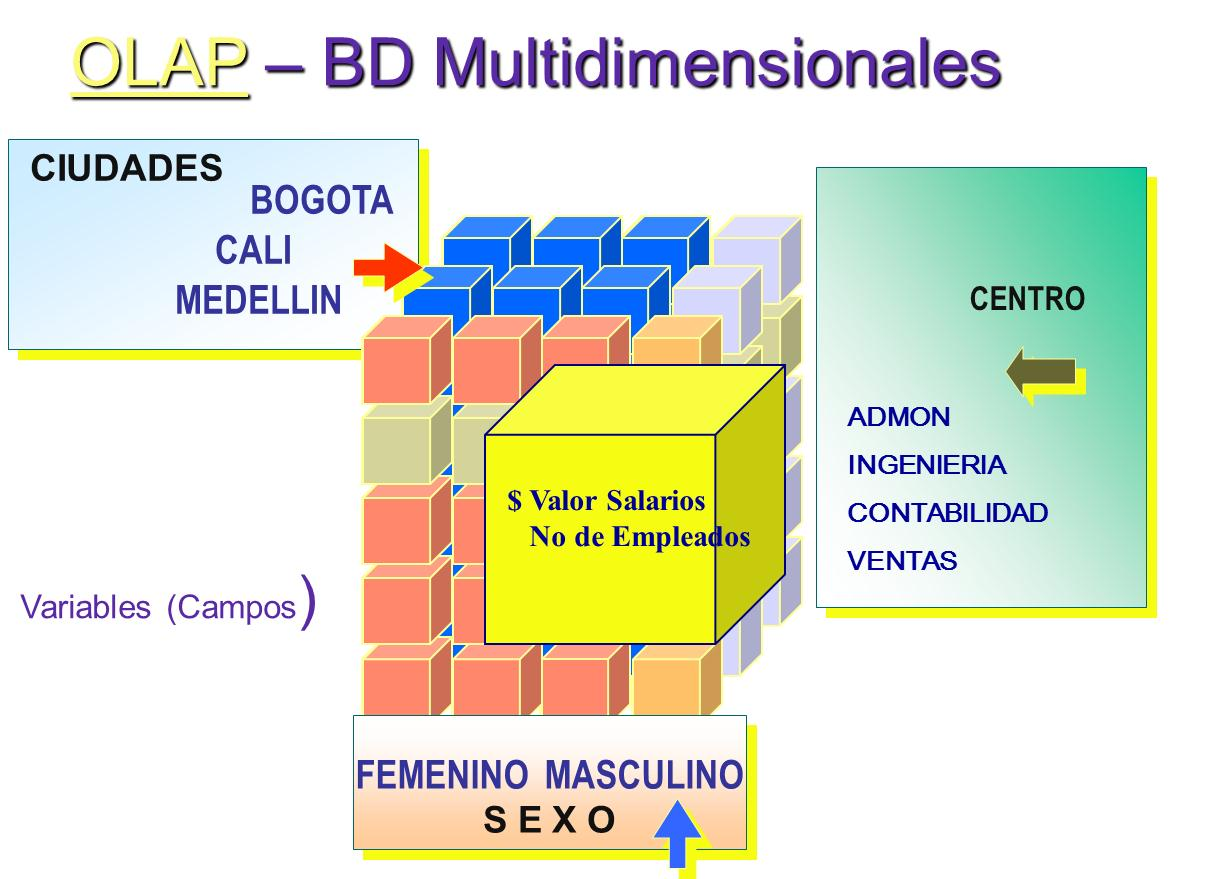 OLAP – BD Multidimensionales
CIUDADES
BOGOTA
CALI
MEDELLIN
CENTRO
ADMON
INGENIERIA
CONTABILIDAD
VENTAS
$ Valor Salarios
No de Empleados
Variables (Campos)
FEMENINO MASCULINO
S E X O